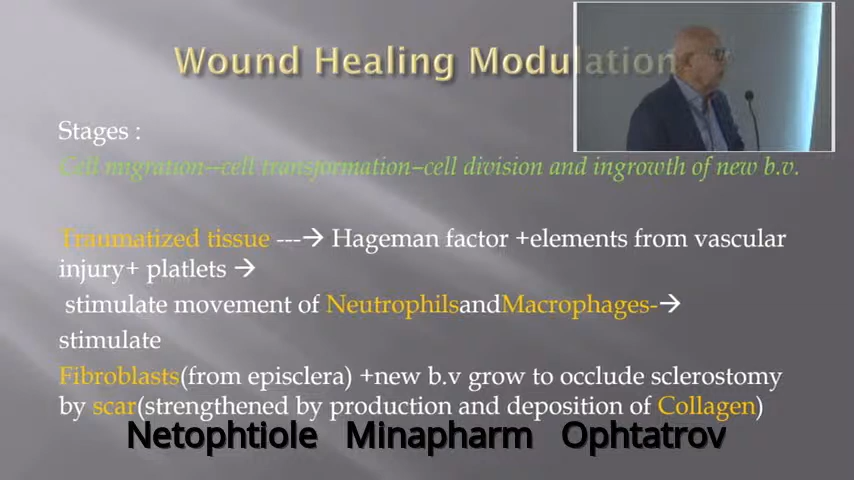 Wound Healing Modulation
Stages :
Cell migration--cell transformation–cell division and ingrowth of new b.v.
Traumatized tissue ---→ Hageman factor +elements from vascular
injury+ platlets →
stimulate movement of NeutrophilsandMacrophages-→
stimulate
Fibroblasts(from episclera) +new b.v grow to occlude sclerostomy
by scar(strengthened by production and deposition of Collagen)
Netophtiole Minapharm Ophtatrov